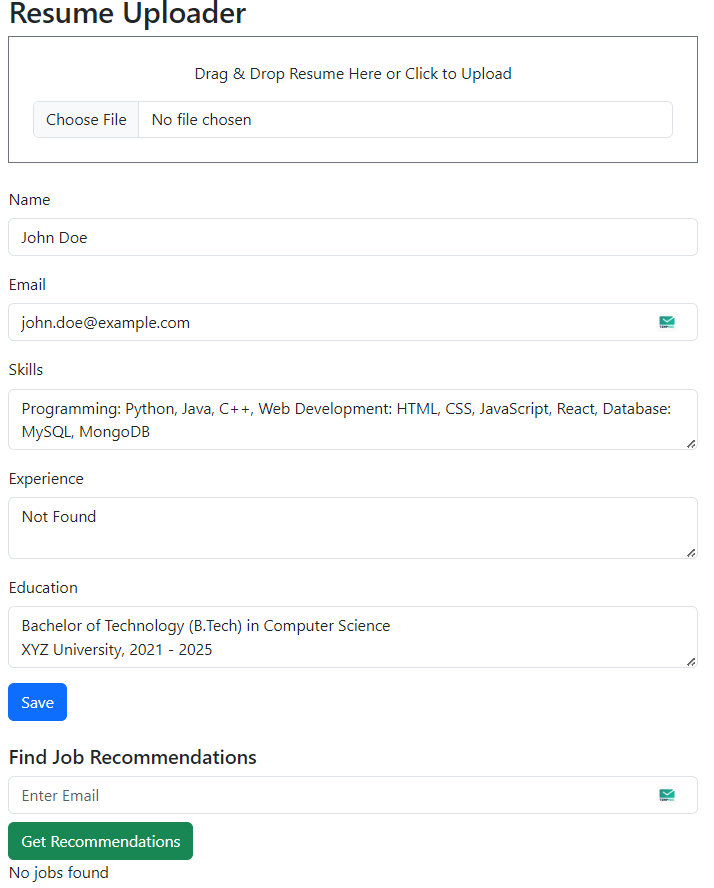 Resume Uploader
Drag & Drop Resume Here or Click to Upload
Choose File No file chosen
Name
John Doe
Email
john.doe@example.com
Skills
Programming: Python, Java, C++, Web Development: HTML, CSS, JavaScript, React, Database:
MySQL, MongoDB
Experience
Not Found
Education
Bachelor of Technology (B.Tech) in Computer Science
XYZ University, 2021 - 2025
Save
Find Job Recommendations
Enter Email
Get Recommendations
No jobs found